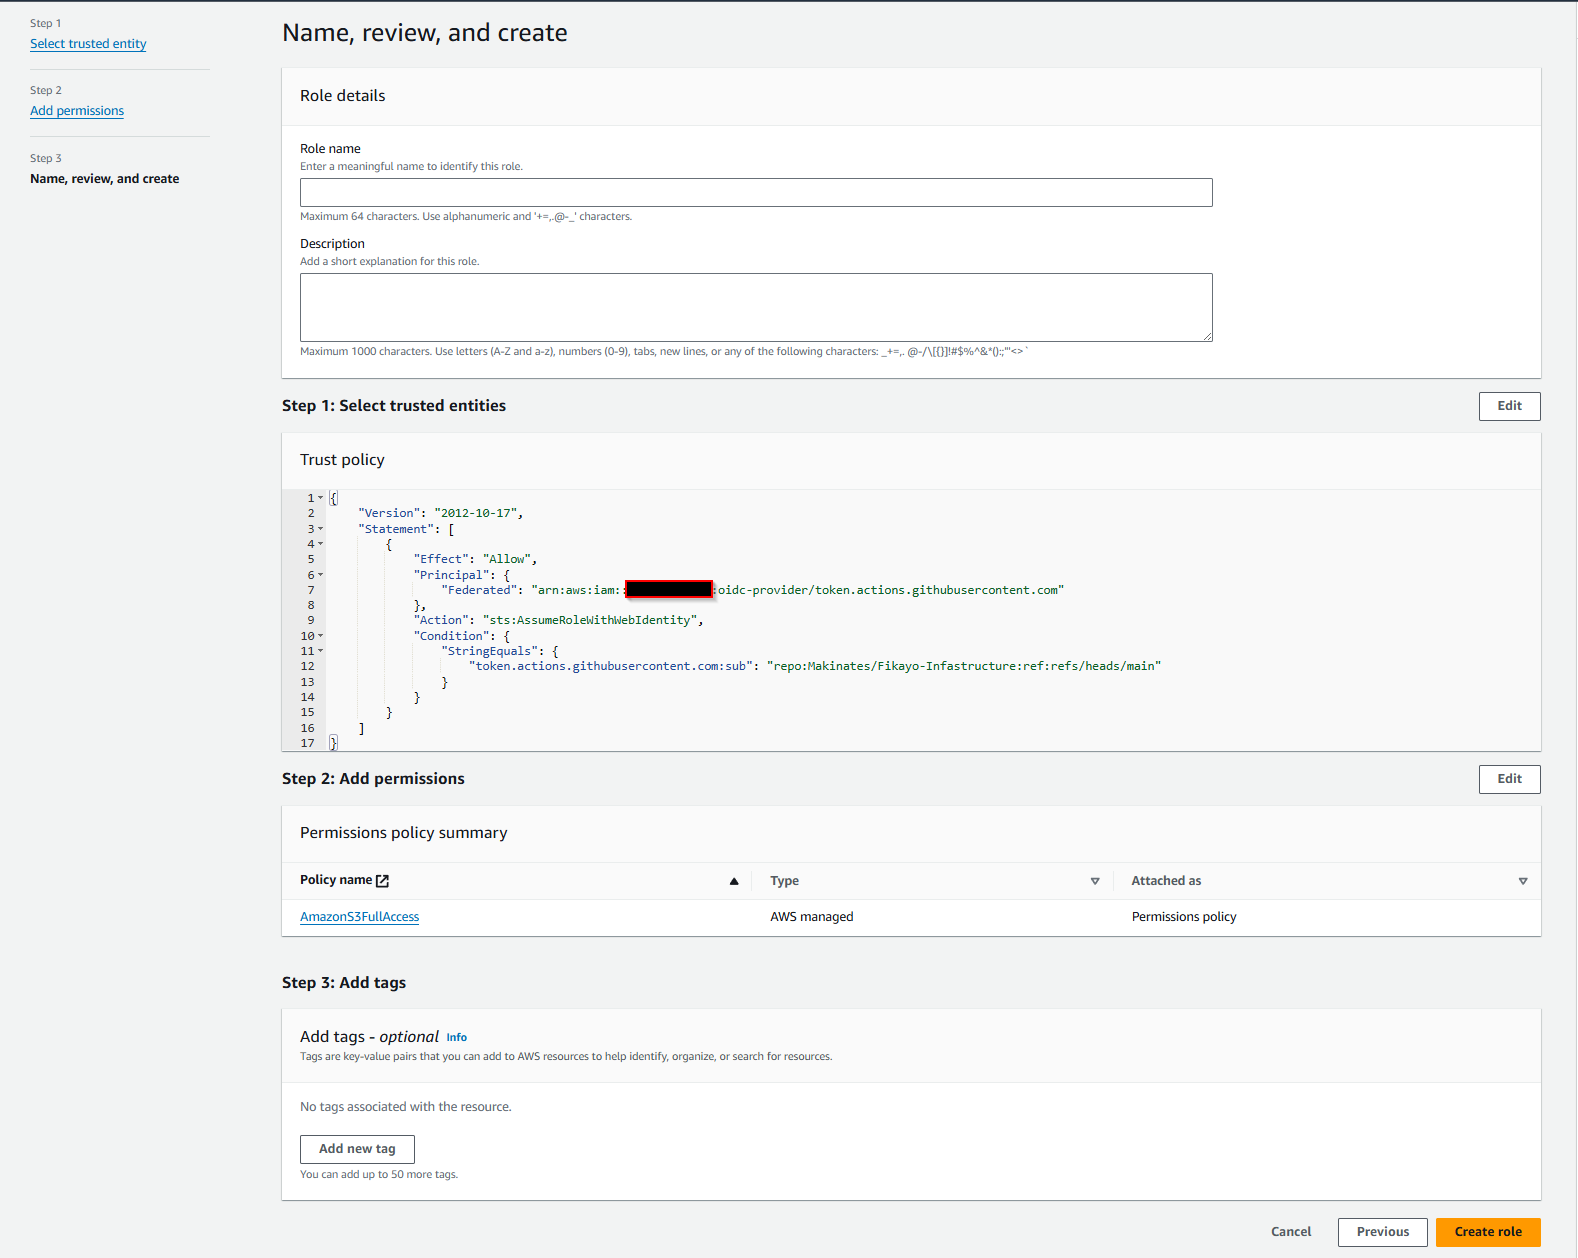 Step 1
Select trusted entity
Step 2
Add permissions
Step 3
Name, review, and create
Name, review, and create
Role details
Role name
Enter a meaningful name to identify this role.
Maximum 64 characters. Use alphanumeric and '+=,.@-_' characters.
Description
Add a short explanation for this role.
Maximum 1000 characters. Use letters (A-Z and a-z), numbers (0-9), tabs, new lines, or any of the following characters: _+=,. @-/\[{}]!#$%^&*();:"'<>`
Step 1: Select trusted entities
Edit
Trust policy
1 {
2 "Version": "2012-10-17",
3 "Statement": [
4 {
5 "Effect": "Allow",
6 "Principal": {
7 "Federated": "arn:aws:iam: :oidc-provider/token.actions.githubusercontent.com"
8 },
9 "Action": "sts:AssumeRoleWithWebIdentity",
10 "Condition": {
11 "StringEquals": {
12 "token.actions.githubusercontent.com:sub": "repo:Makinates/Fikayo-Infastructure:ref:refs/heads/main"
13 }
14 }
15 }
16 ]
17 }
Step 2: Add permissions
Edit
Permissions policy summary
Policy name Type Attached as
AmazonS3FullAccess AWS managed Permissions policy
Step 3: Add tags
Add tags - optional Info
Tags are key-value pairs that you can add to AWS resources to help identify, organize, or search for resources.
No tags associated with the resource.
Add new tag
You can add up to 50 more tags.
Cancel Previous Create role